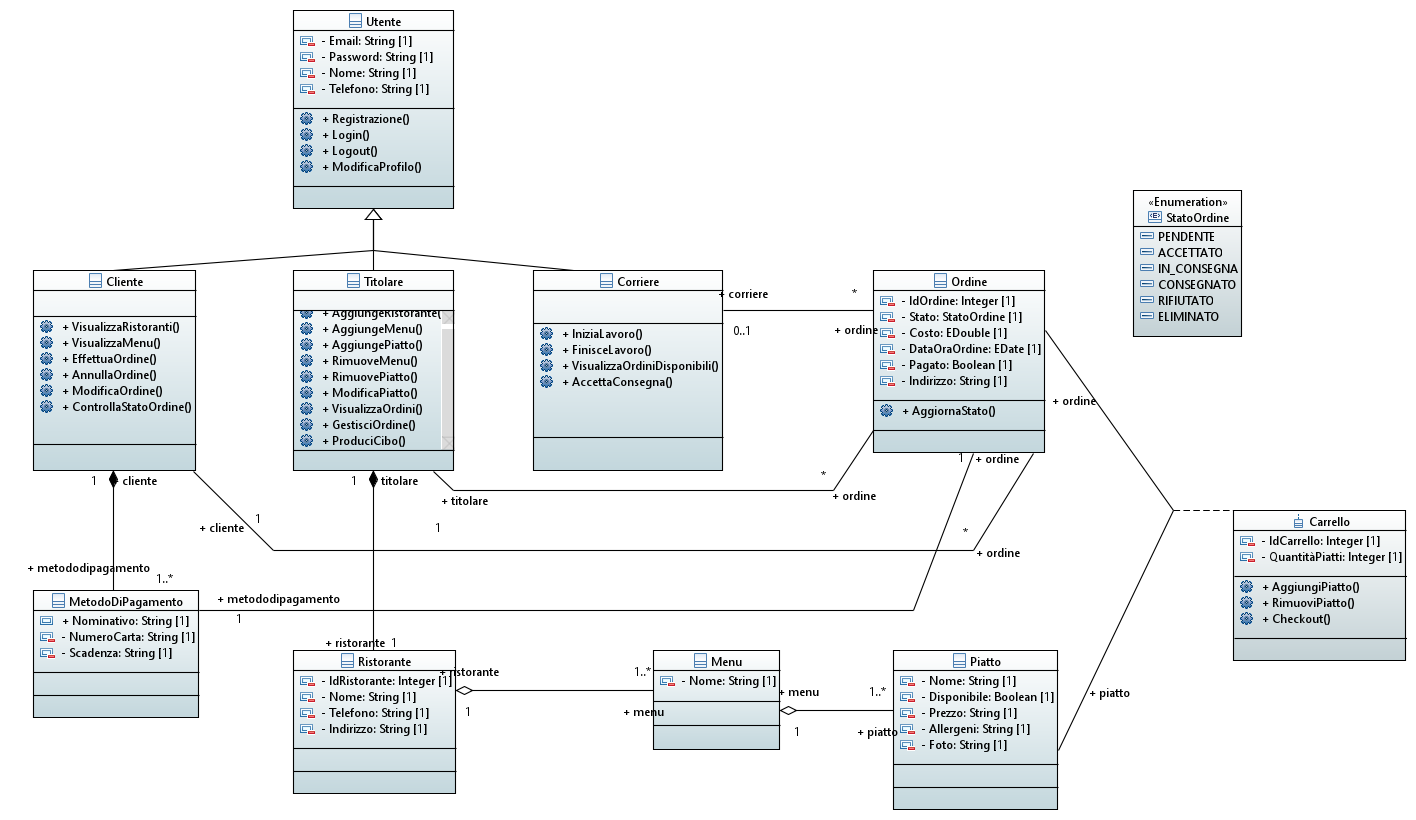 Utente
- Email: String [1]
- Password: String [1]
- Nome: String [1]
- Telefono: String [1]
+ Registrazione()
+ Login()
+ Logout()
+ ModificaProfilo()
«Enumeration»
StatoOrdine
PENDENTE
ACCETTATO
IN_CONSEGNA
CONSEGNATO
RIFIUTATO
ELIMINATO
Cliente
+ VisualizzaRistoranti()
+ VisualizzaMenu()
+ EffettuaOrdine()
+ AnnullaOrdine()
+ ModificaOrdine()
+ ControllaStatoOrdine()
Titolare
+ AggiungeRistorante(
+ AggiungeMenu()
+ AggiungePiatto()
+ RimuoveMenu()
+ RimuovePiatto()
+ ModificaPiatto()
+ VisualizzaOrdini()
+ GestisciOrdine()
+ ProduciCibo()
Corriere
+ IniziaLavoro()
+ FinisceLavoro()
+ VisualizzaOrdiniDisponibili()
+ AccettaConsegna()
+ corriere
*
0..1
+ ordine
Ordine
- IdOrdine: Integer [1]
- Stato: StatoOrdine [1]
- Costo: EDouble [1]
- DataOraOrdine: EDate [1]
- Pagato: Boolean [1]
- Indirizzo: String [1]
+ AggiornaStato()
+ ordine
1
+ ordine
1
+ cliente
1
+ titolare
*
+ titolare
+ ordine
1
+ cliente
1
*
+ ordine
Carrello
- IdCarrello: Integer [1]
- QuantitàPiatti: Integer [1]
+ AggiungiPiatto()
+ RimuoviPiatto()
+ Checkout()
+ metododipagamento
1..*
MetodoDiPagamento
+ Nominativo: String [1]
- NumeroCarta: String [1]
- Scadenza: String [1]
+ metododipagamento
1
+ ristorante
1
Ristorante
- IdRistorante: Integer [1]
- Nome: String [1]
- Telefono: String [1]
- Indirizzo: String [1]
+ ristorante
1
1..*
+ menu
Menu
- Nome: String [1]
+ menu
1
1..*
+ piatto
Piatto
- Nome: String [1]
- Disponibile: Boolean [1]
- Prezzo: String [1]
- Allergeni: String [1]
- Foto: String [1]
+ piatto